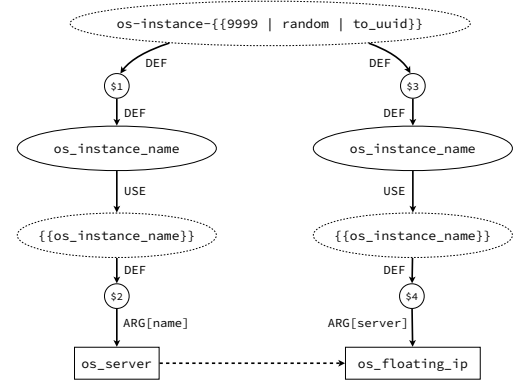 os-instance-{{9999 | random | to_uuid}}
DEF DEF
$1 $3
DEF DEF
os_instance_name os_instance_name
USE USE
{{os_instance_name}} {{os_instance_name}}
DEF DEF
$2 $4
ARG[name] ARG[server]
os_server os_floating_ip